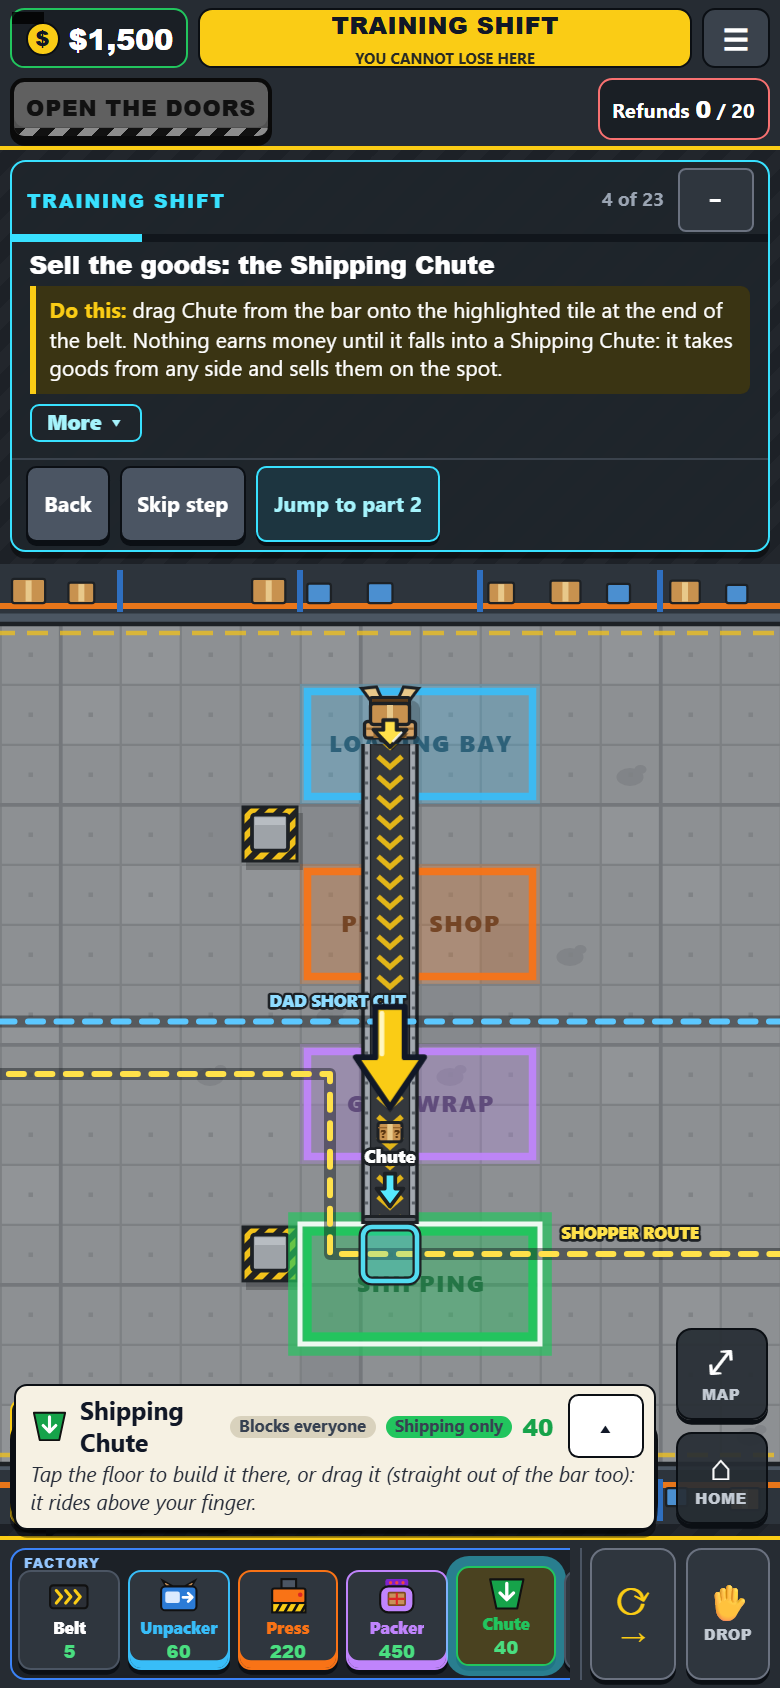 $1,500
TRAINING SHIFT
YOU CANNOT LOSE HERE
OPEN THE DOORS
Refunds 0 / 20
TRAINING SHIFT
4 of 23
Sell the goods: the Shipping Chute
Do this: drag Chute from the bar onto the highlighted tile at the end of
the belt. Nothing earns money until it falls into a Shipping Chute: it takes
goods from any side and sells them on the spot.
More
Back
Skip step
Jump to part 2
SHOP
DAD SHORT CUT
WRAP
Chute
SHOPPER ROUTE
SHIPPING
MAP
HOME
Shipping
Chute
Blocks everyone
Shipping only
40
Tap the floor to build it there, or drag it (straight out of the bar too):
it rides above your finger.
FACTORY
Belt
5
Unpacker
60
Press
220
Packer
450
Chute
40
DROP